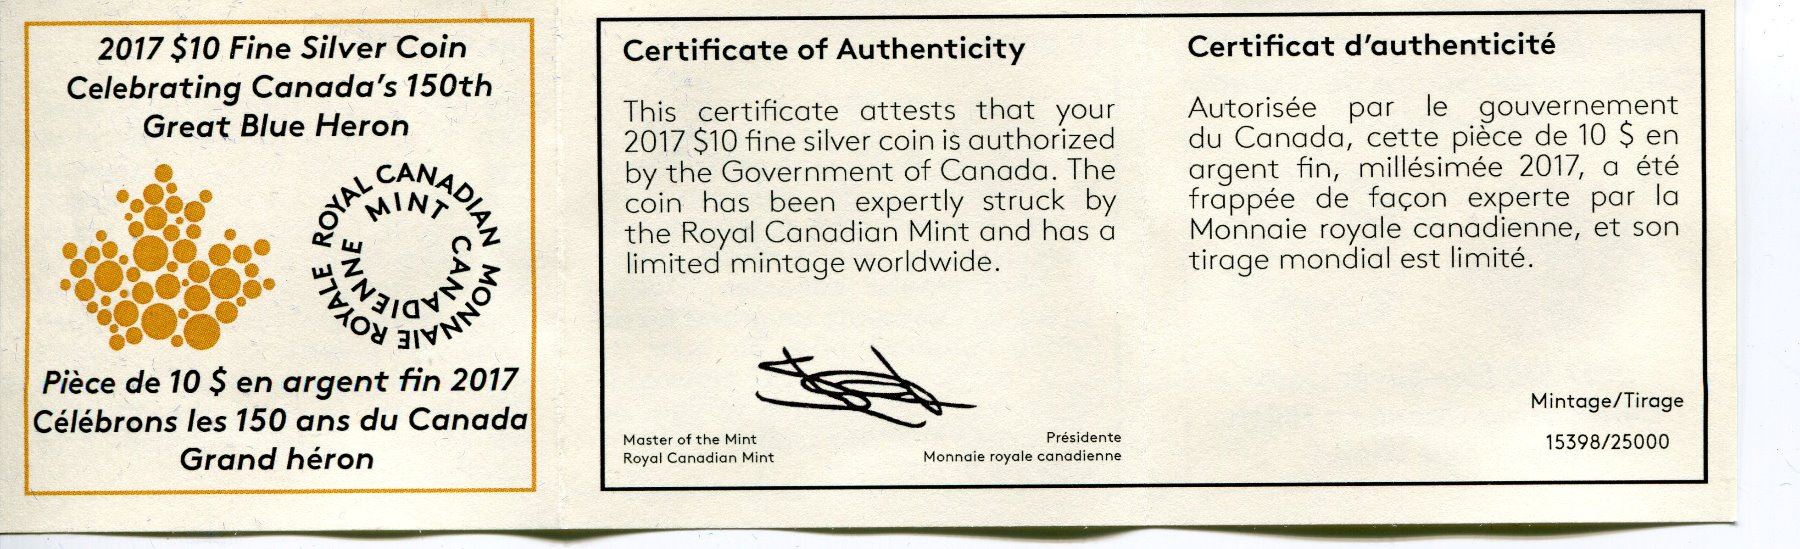 2017 $10 Fine Silver Coin
Celebrating Canada's 150th
Great Blue Heron
ROYAL CANADIAN MINT
MONNAIE ROYALE CANADIENNE
Pièce de 10 $ en argent fin 2017
Célébrons les 150 ans du Canada
Grand héron
Certificate of Authenticity
This certificate attests that your
2017 $10 fine silver coin is authorized
by the Government of Canada. The
coin has been expertly struck by
the Royal Canadian Mint and has a
limited mintage worldwide.
Master of the Mint
Royal Canadian Mint
Présidente
Monnaie royale canadienne
Certificat d'authenticité
Autorisée par le gouvernement
du Canada, cette pièce de 10 $ en
argent fin, millésimée 2017, a été
frappée de façon experte par la
Monnaie royale canadienne, et son
tirage mondial est limité.
Mintage/Tirage
15398/25000